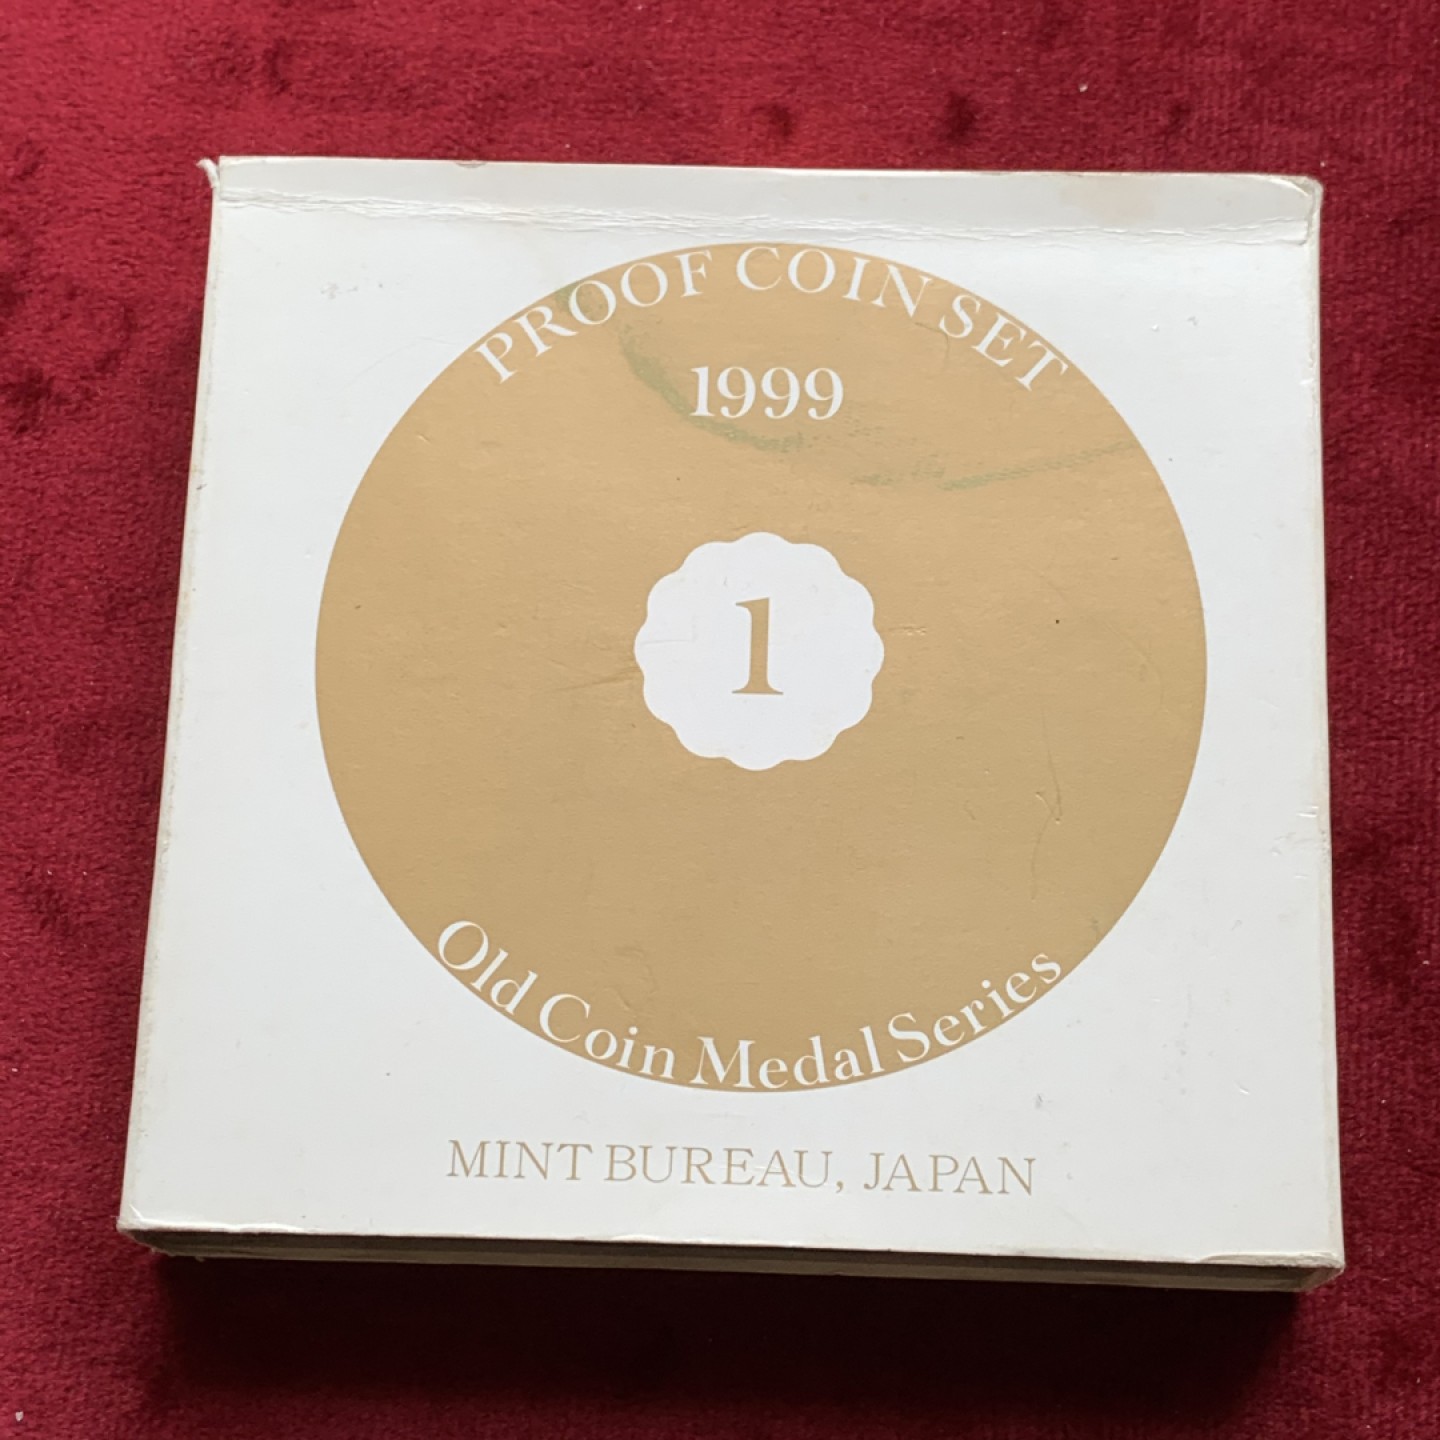 PROOF COIN SET
1999
1
Old Coin Medal Series
MINT BUREAU, JAPAN